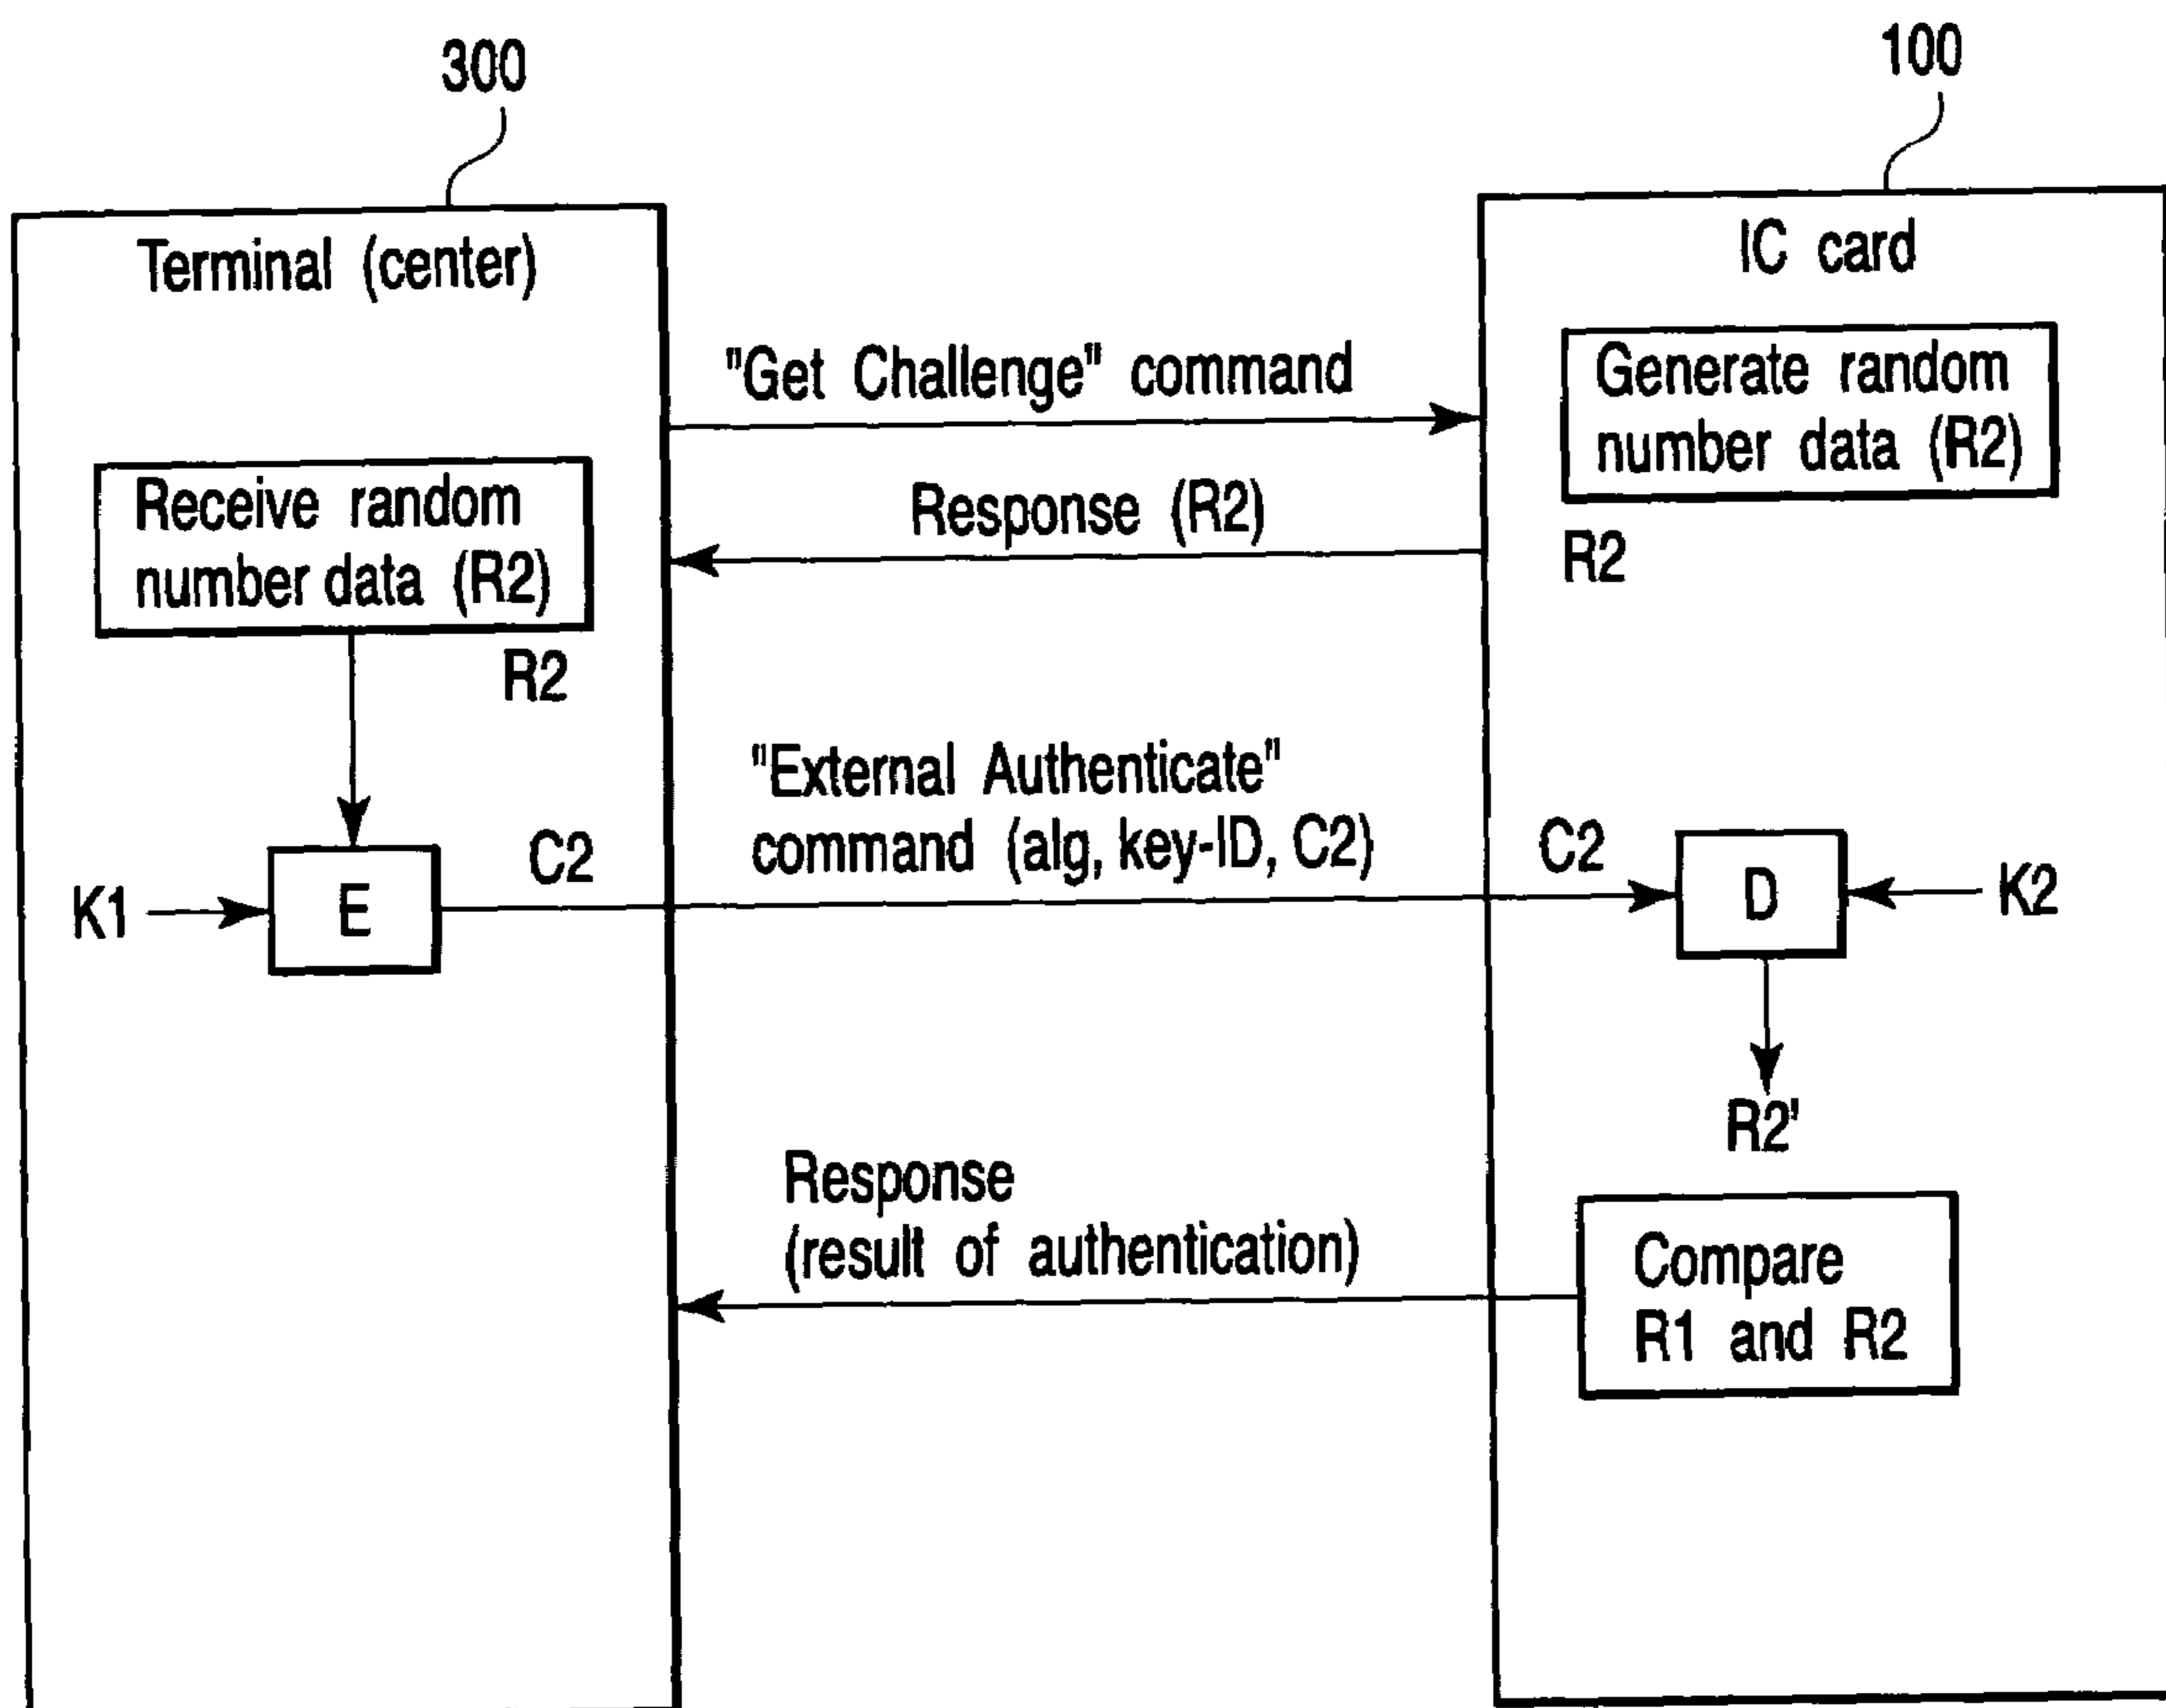 300
100
Terminal (center)
IC card
"Get Challenge" command
Generate random
number data (R2)
Receive random
number data (R2)
Response (R2)
R2
R2
"External Authenticate"
command (alg, key-ID, C2)
C2
C2
K1
E
D
K2
R2'
Response
(result of authentication)
Compare
R1 and R2